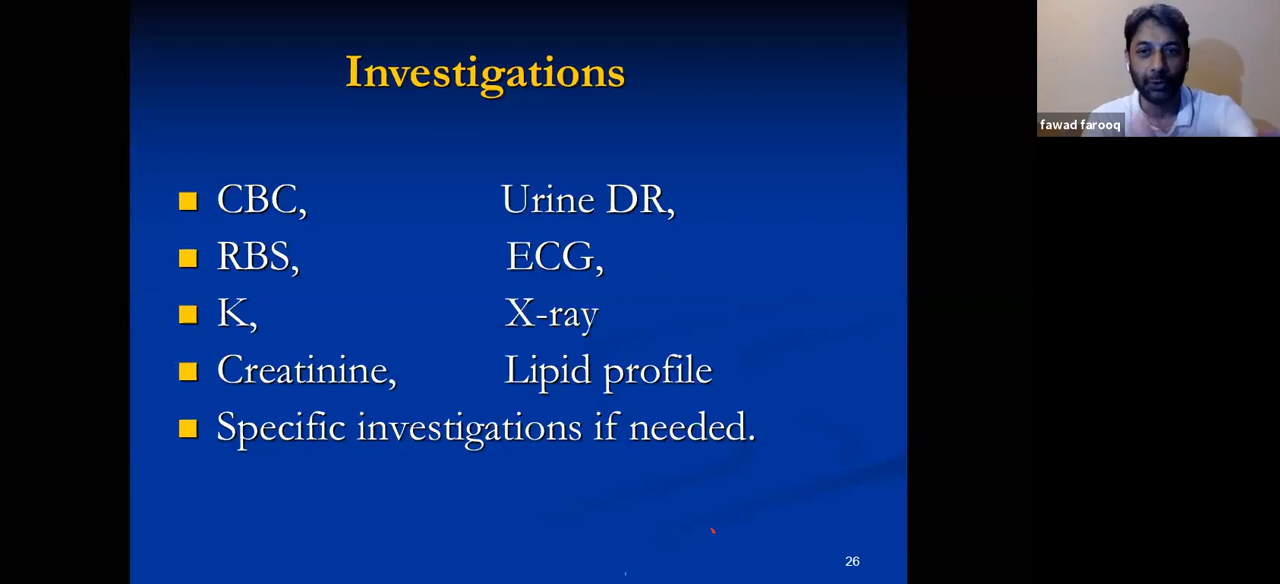 Investigations
fawad farooq
CBC, Urine DR,
RBS, ECG,
K, X-ray
Creatinine, Lipid profile
Specific investigations if needed.
26